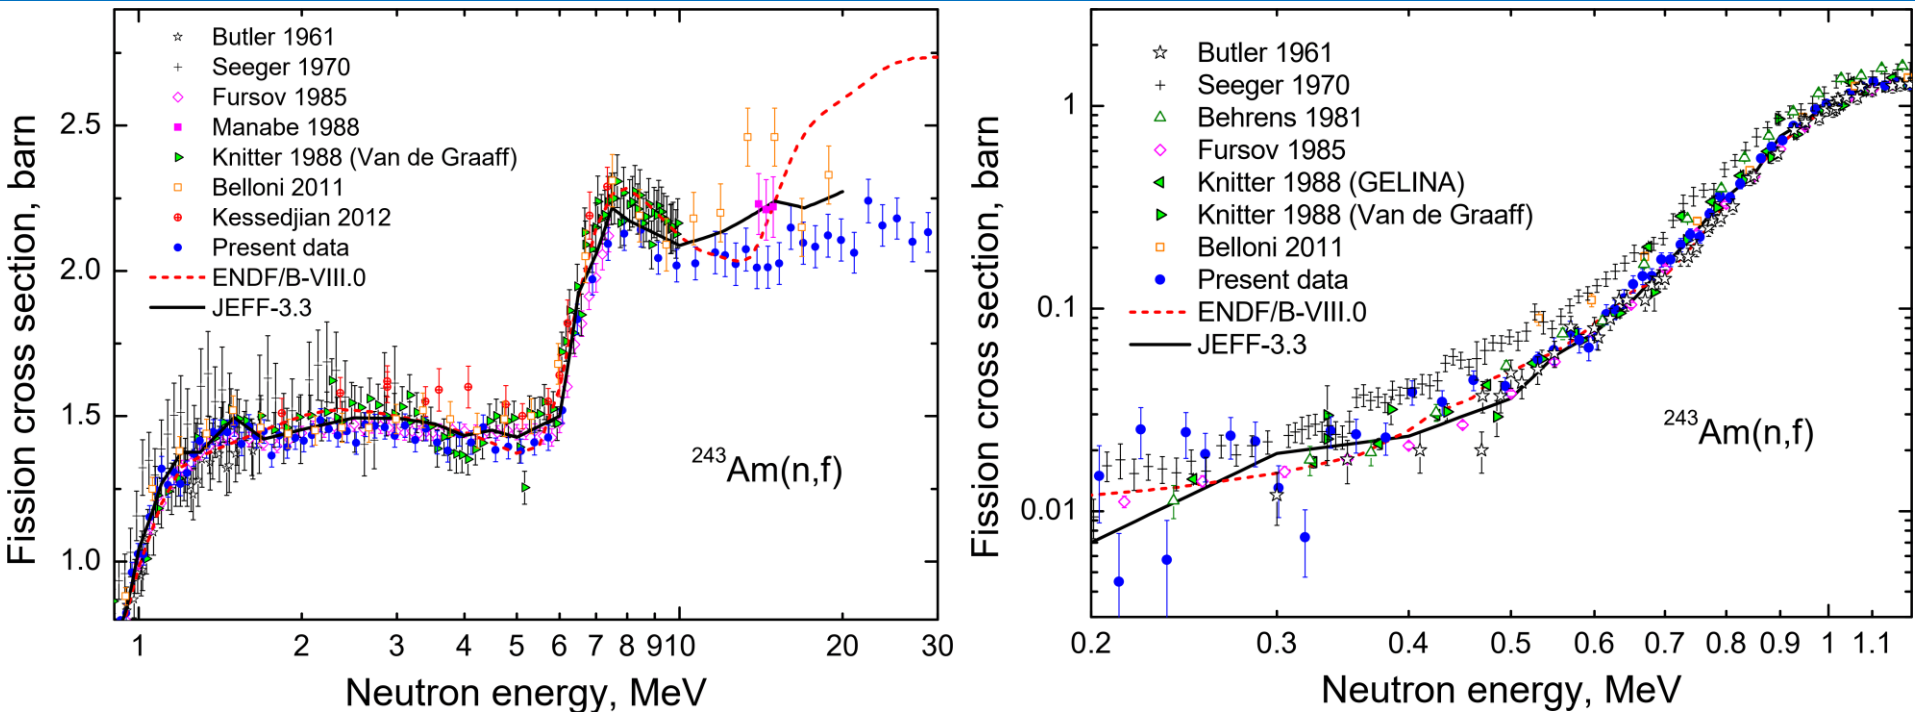 Fission cross section, barn
2.5
2.0
1.5
1.0
Butler 1961
Seeger 1970
Fursov 1985
Manabe 1988
Knitter 1988 (Van de Graaff)
Belloni 2011
Kessedjian 2012
Present data
ENDF/B-VIII.0
JEFF-3.3
²⁴³Am(n,f)
1 2 3 4 5 6 7 8 910 20 30
Neutron energy, MeV
Fission cross section, barn
1
0.1
0.01
Butler 1961
Seeger 1970
Behrens 1981
Fursov 1985
Knitter 1988 (GELINA)
Knitter 1988 (Van de Graaff)
Belloni 2011
Present data
ENDF/B-VIII.0
JEFF-3.3
²⁴³Am(n,f)
0.2 0.3 0.4 0.5 0.6 0.7 0.8 0.9 1 1.1
Neutron energy, MeV